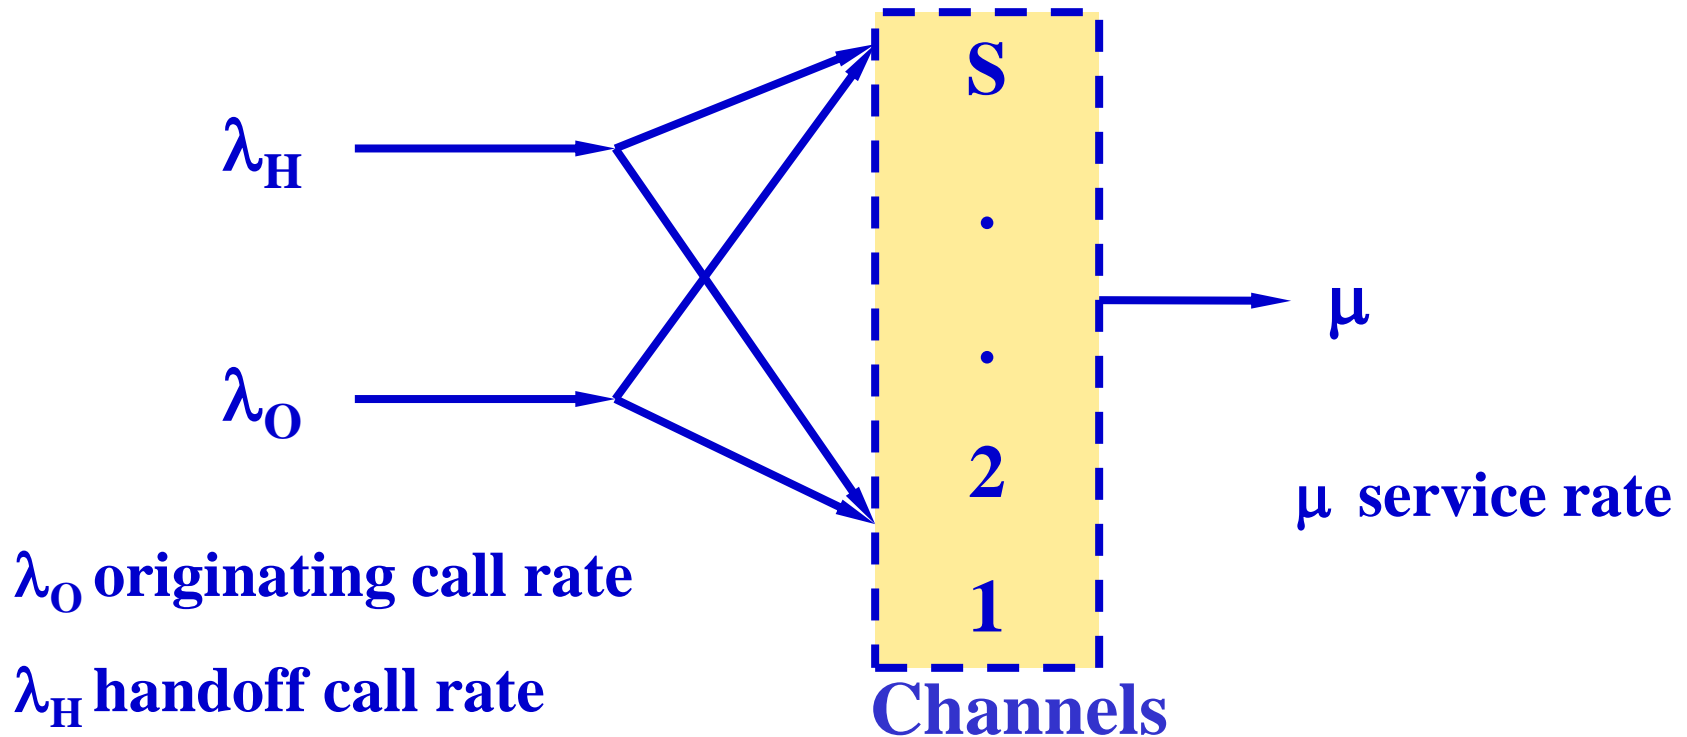 S
λH
.
μ
.
λO
2
μ service rate
λO originating call rate
1
λH handoff call rate
Channels